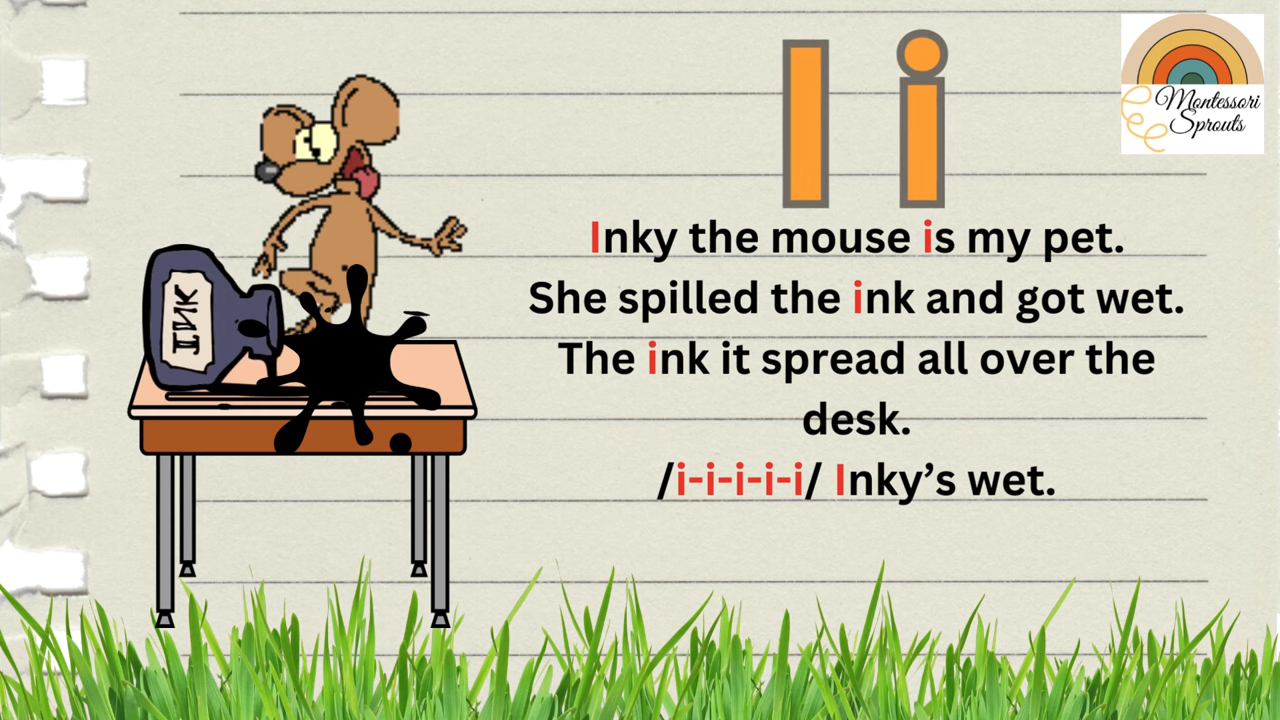 I i
Montessori
Sprouts
INK
Inky the mouse is my pet.
She spilled the ink and got wet.
The ink it spread all over the
desk.
/i-i-i-i-i/ Inky’s wet.